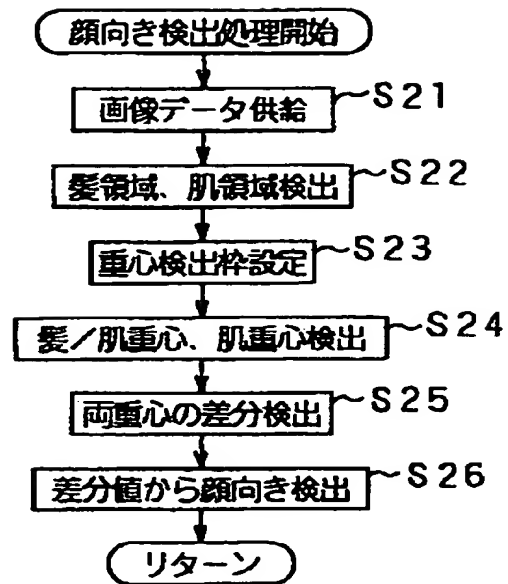 顔向き検出処理開始
画像データ供給 S21
髪領域、肌領域検出 S22
重心検出枠設定 S23
髪/肌重心、肌重心検出 S24
両重心の差分検出 S25
差分値から顔向き検出 S26
リターン